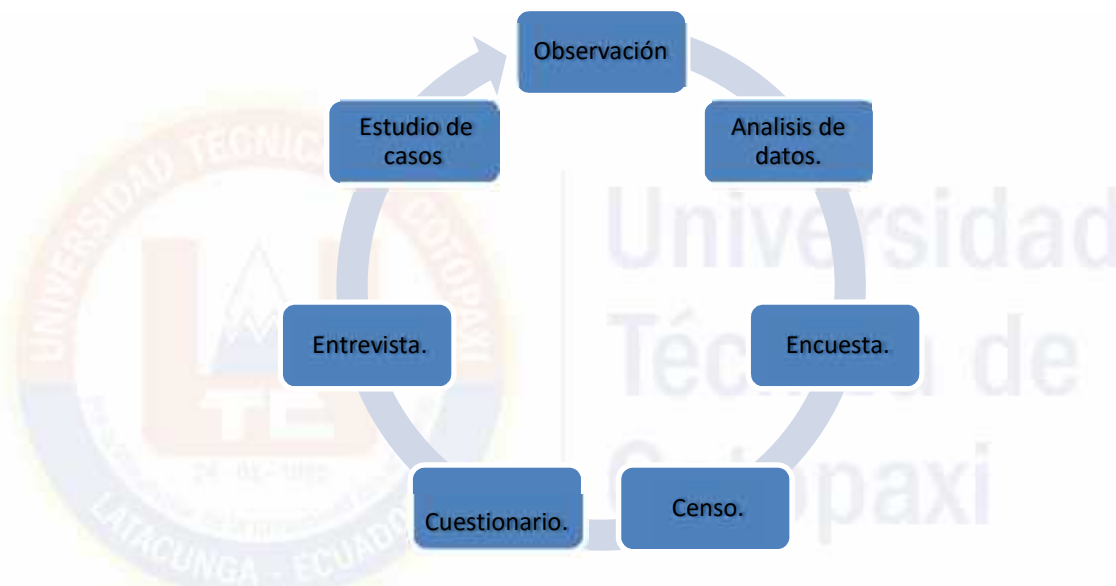 Observación
Analisis de
datos.
Encuesta.
Censo.
Cuestionario.
Entrevista.
Estudio de
casos
Universidad
Técnica de
Cotopaxi
UNIVERSIDAD TÉCNICA COTOPAXI
LATACUNGA - ECUADOR